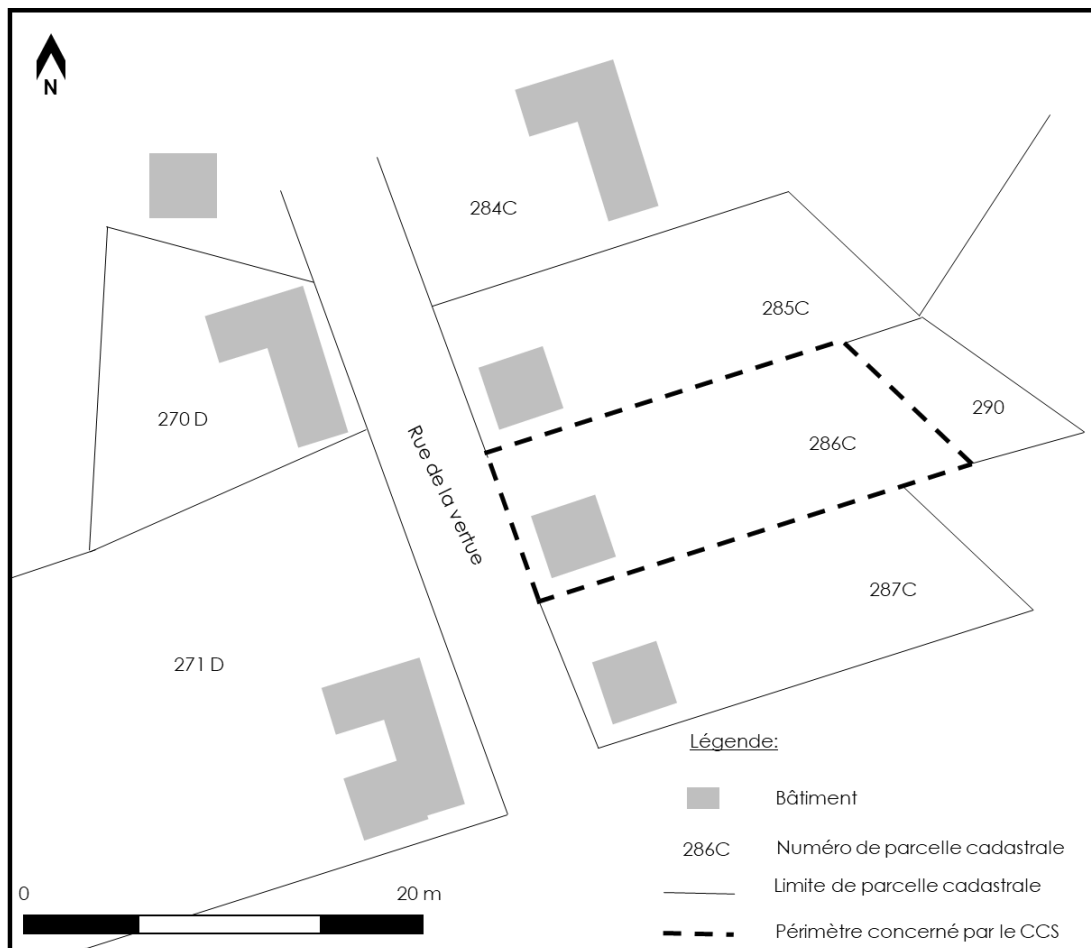 N
284C
285C
290
270 D
286C
Rue de la vertue
287C
271 D
Légende:
Bâtiment
286C Numéro de parcelle cadastrale
Limite de parcelle cadastrale
Périmètre concerné par le CCS
0 20 m